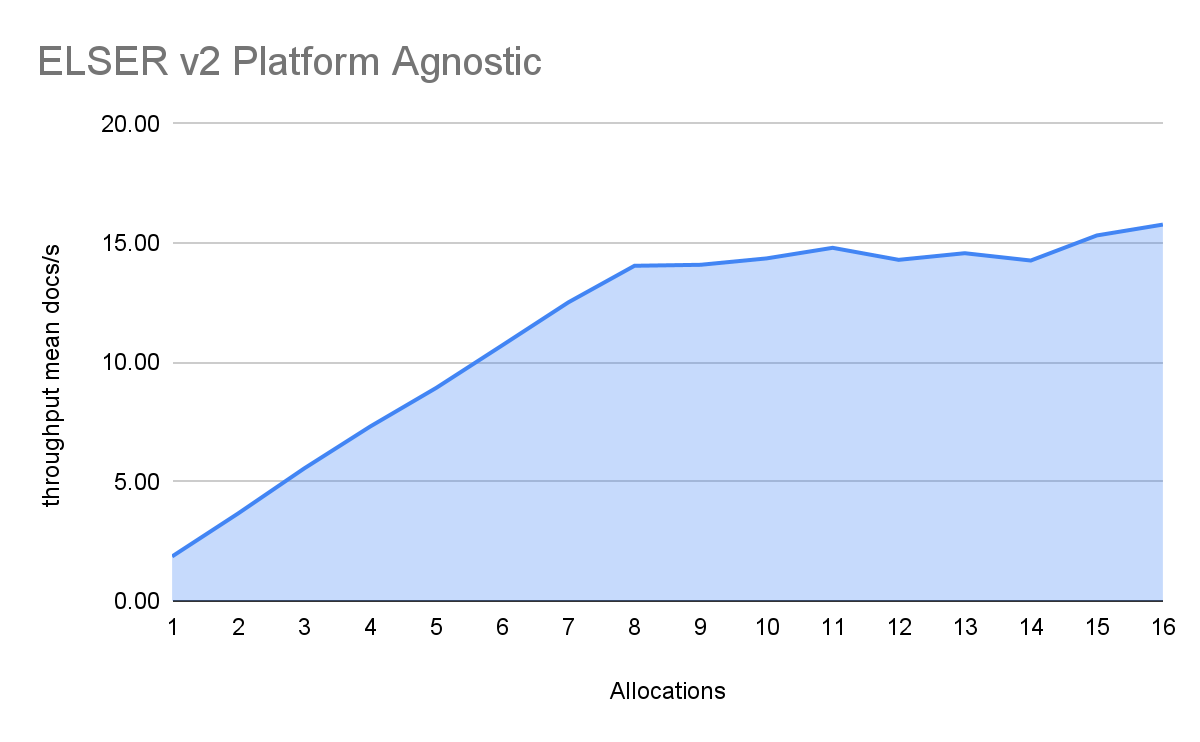 ELSER v2 Platform Agnostic
20.00
15.00
10.00
5.00
0.00
throughput mean docs/s
1 2 3 4 5 6 7 8 9 10 11 12 13 14 15 16
Allocations